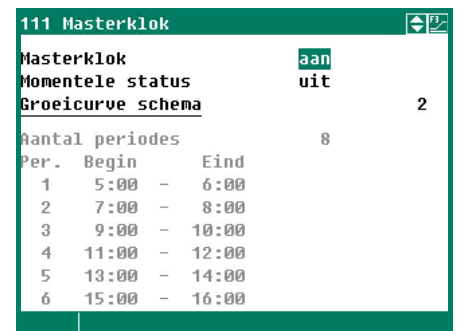 111 Masterklok F3
Masterklok aan
Momentele status uit
Groeicurve schema 2
Aantal periodes 8
Per. Begin Eind
1 5:00 - 6:00
2 7:00 - 8:00
3 9:00 - 10:00
4 11:00 - 12:00
5 13:00 - 14:00
6 15:00 - 16:00